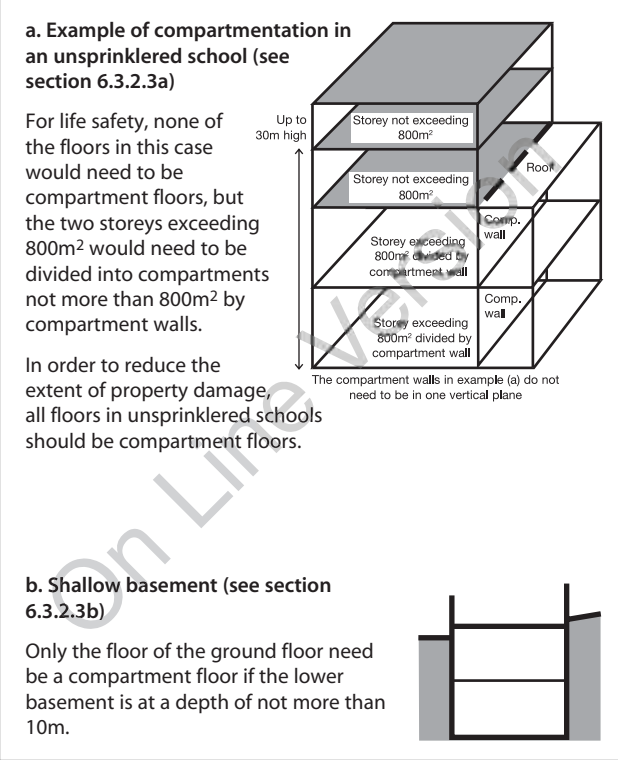 a. Example of compartmentation in
an unsprinklered school (see
section 6.3.2.3a)
For life safety, none of
the floors in this case
would need to be
compartment floors, but
the two storeys exceeding
800m² would need to be
divided into compartments
not more than 800m² by
compartment walls.
In order to reduce the
extent of property damage,
all floors in unsprinklered schools
should be compartment floors.
Up to
30m high
Storey not exceeding
800m²
Storey not exceeding
800m²
Roof
Comp.
wall
Storey exceeding
800m² divided by
compartment wall
Comp.
wall
Storey exceeding
800m² divided by
compartment wall
The compartment walls in example (a) do not
need to be in one vertical plane
On Line Version
b. Shallow basement (see section
6.3.2.3b)
Only the floor of the ground floor need
be a compartment floor if the lower
basement is at a depth of not more than
10m.